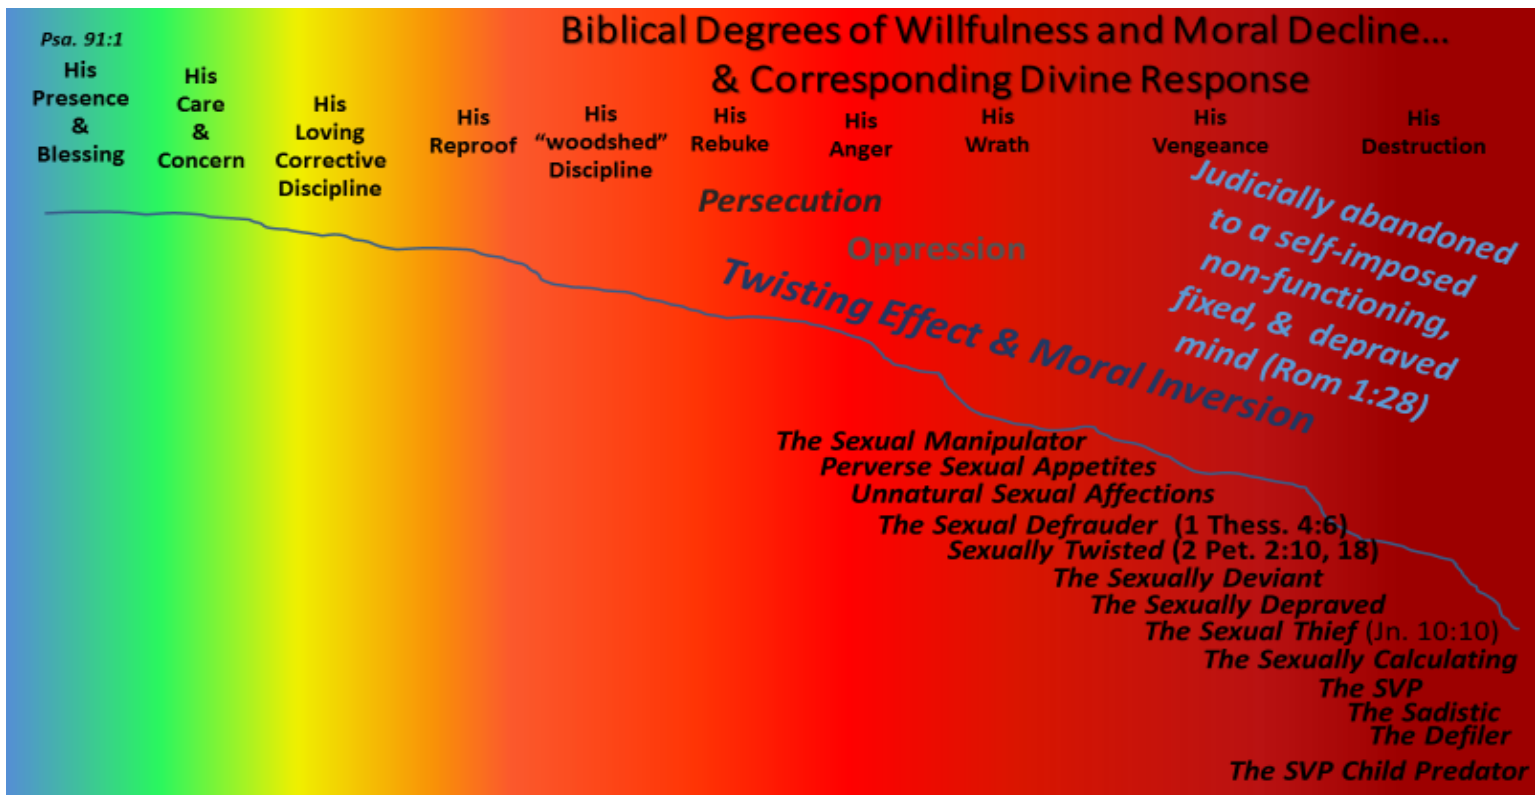 Biblical Degrees of Willfulness and Moral Decline…
& Corresponding Divine Response
Psa. 91:1
His
Presence
&
Blessing
His
Care
&
Concern
His
Loving
Corrective
Discipline
His
Reproof
His
“woodshed”
Discipline
His
Rebuke
His
Anger
His
Wrath
His
Vengeance
His
Destruction
Persecution
Oppression
Twisting Effect & Moral Inversion
Judicially abandoned
to a self-imposed
non-functioning,
fixed, & depraved
mind (Rom 1:28)
The Sexual Manipulator
Perverse Sexual Appetites
Unnatural Sexual Affections
The Sexual Defrauder (1 Thess. 4:6)
Sexually Twisted (2 Pet. 2:10, 18)
The Sexually Deviant
The Sexually Depraved
The Sexual Thief (Jn. 10:10)
The Sexually Calculating
The SVP
The Sadistic
The Defiler
The SVP Child Predator